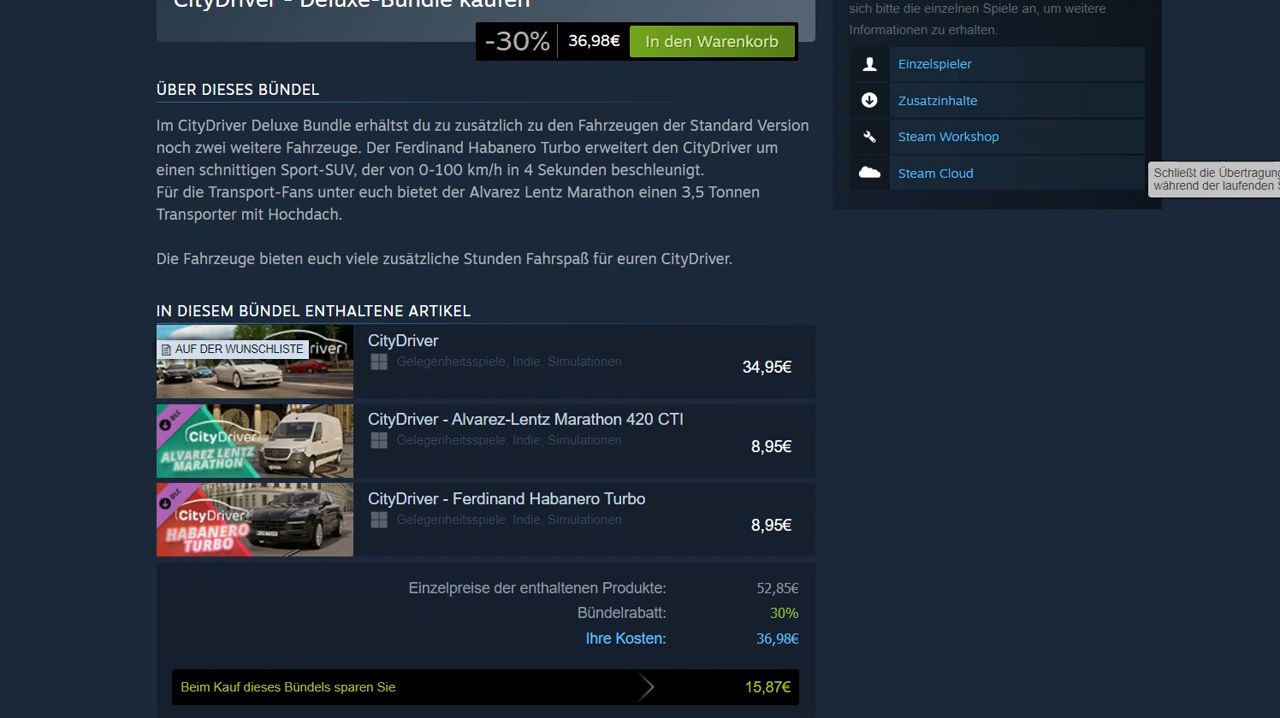 CityDriver - Deluxe-Bundle kaufen
-30%
36,98€
In den Warenkorb
ÜBER DIESES BÜNDEL
Im CityDriver Deluxe Bundle erhältst du zu zusätzlich zu den Fahrzeugen der Standard Version
noch zwei weitere Fahrzeuge. Der Ferdinand Habanero Turbo erweitert den CityDriver um
einen schnittigen Sport-SUV, der von 0-100 km/h in 4 Sekunden beschleunigt.
Für die Transport-Fans unter euch bietet der Alvarez Lentz Marathon einen 3,5 Tonnen
Transporter mit Hochdach.
Die Fahrzeuge bieten euch viele zusätzliche Stunden Fahrspaß für euren CityDriver.
IN DIESEM BÜNDEL ENTHALTENE ARTIKEL
AUF DER WUNSCHLISTE
river
CityDriver
Gelegenheitsspiele, Indie, Simulationen
34,95€
DLC
CityDriver
ALVAREZ LENTZ
MARATHON
CityDriver - Alvarez-Lentz Marathon 420 CTI
Gelegenheitsspiele, Indie, Simulationen
8,95€
DLC
CityDriver
HABANERO
TURBO
CityDriver - Ferdinand Habanero Turbo
Gelegenheitsspiele, Indie, Simulationen
8,95€
Einzelpreise der enthaltenen Produkte:
52,85€
Bündelrabatt:
30%
Ihre Kosten:
36,98€
Beim Kauf dieses Bündels sparen Sie
15,87€
sich bitte die einzelnen Spiele an, um weitere
Informationen zu erhalten.
Einzelspieler
Zusatzinhalte
Steam Workshop
Steam Cloud
Schließt die Übertragung
während der laufenden S